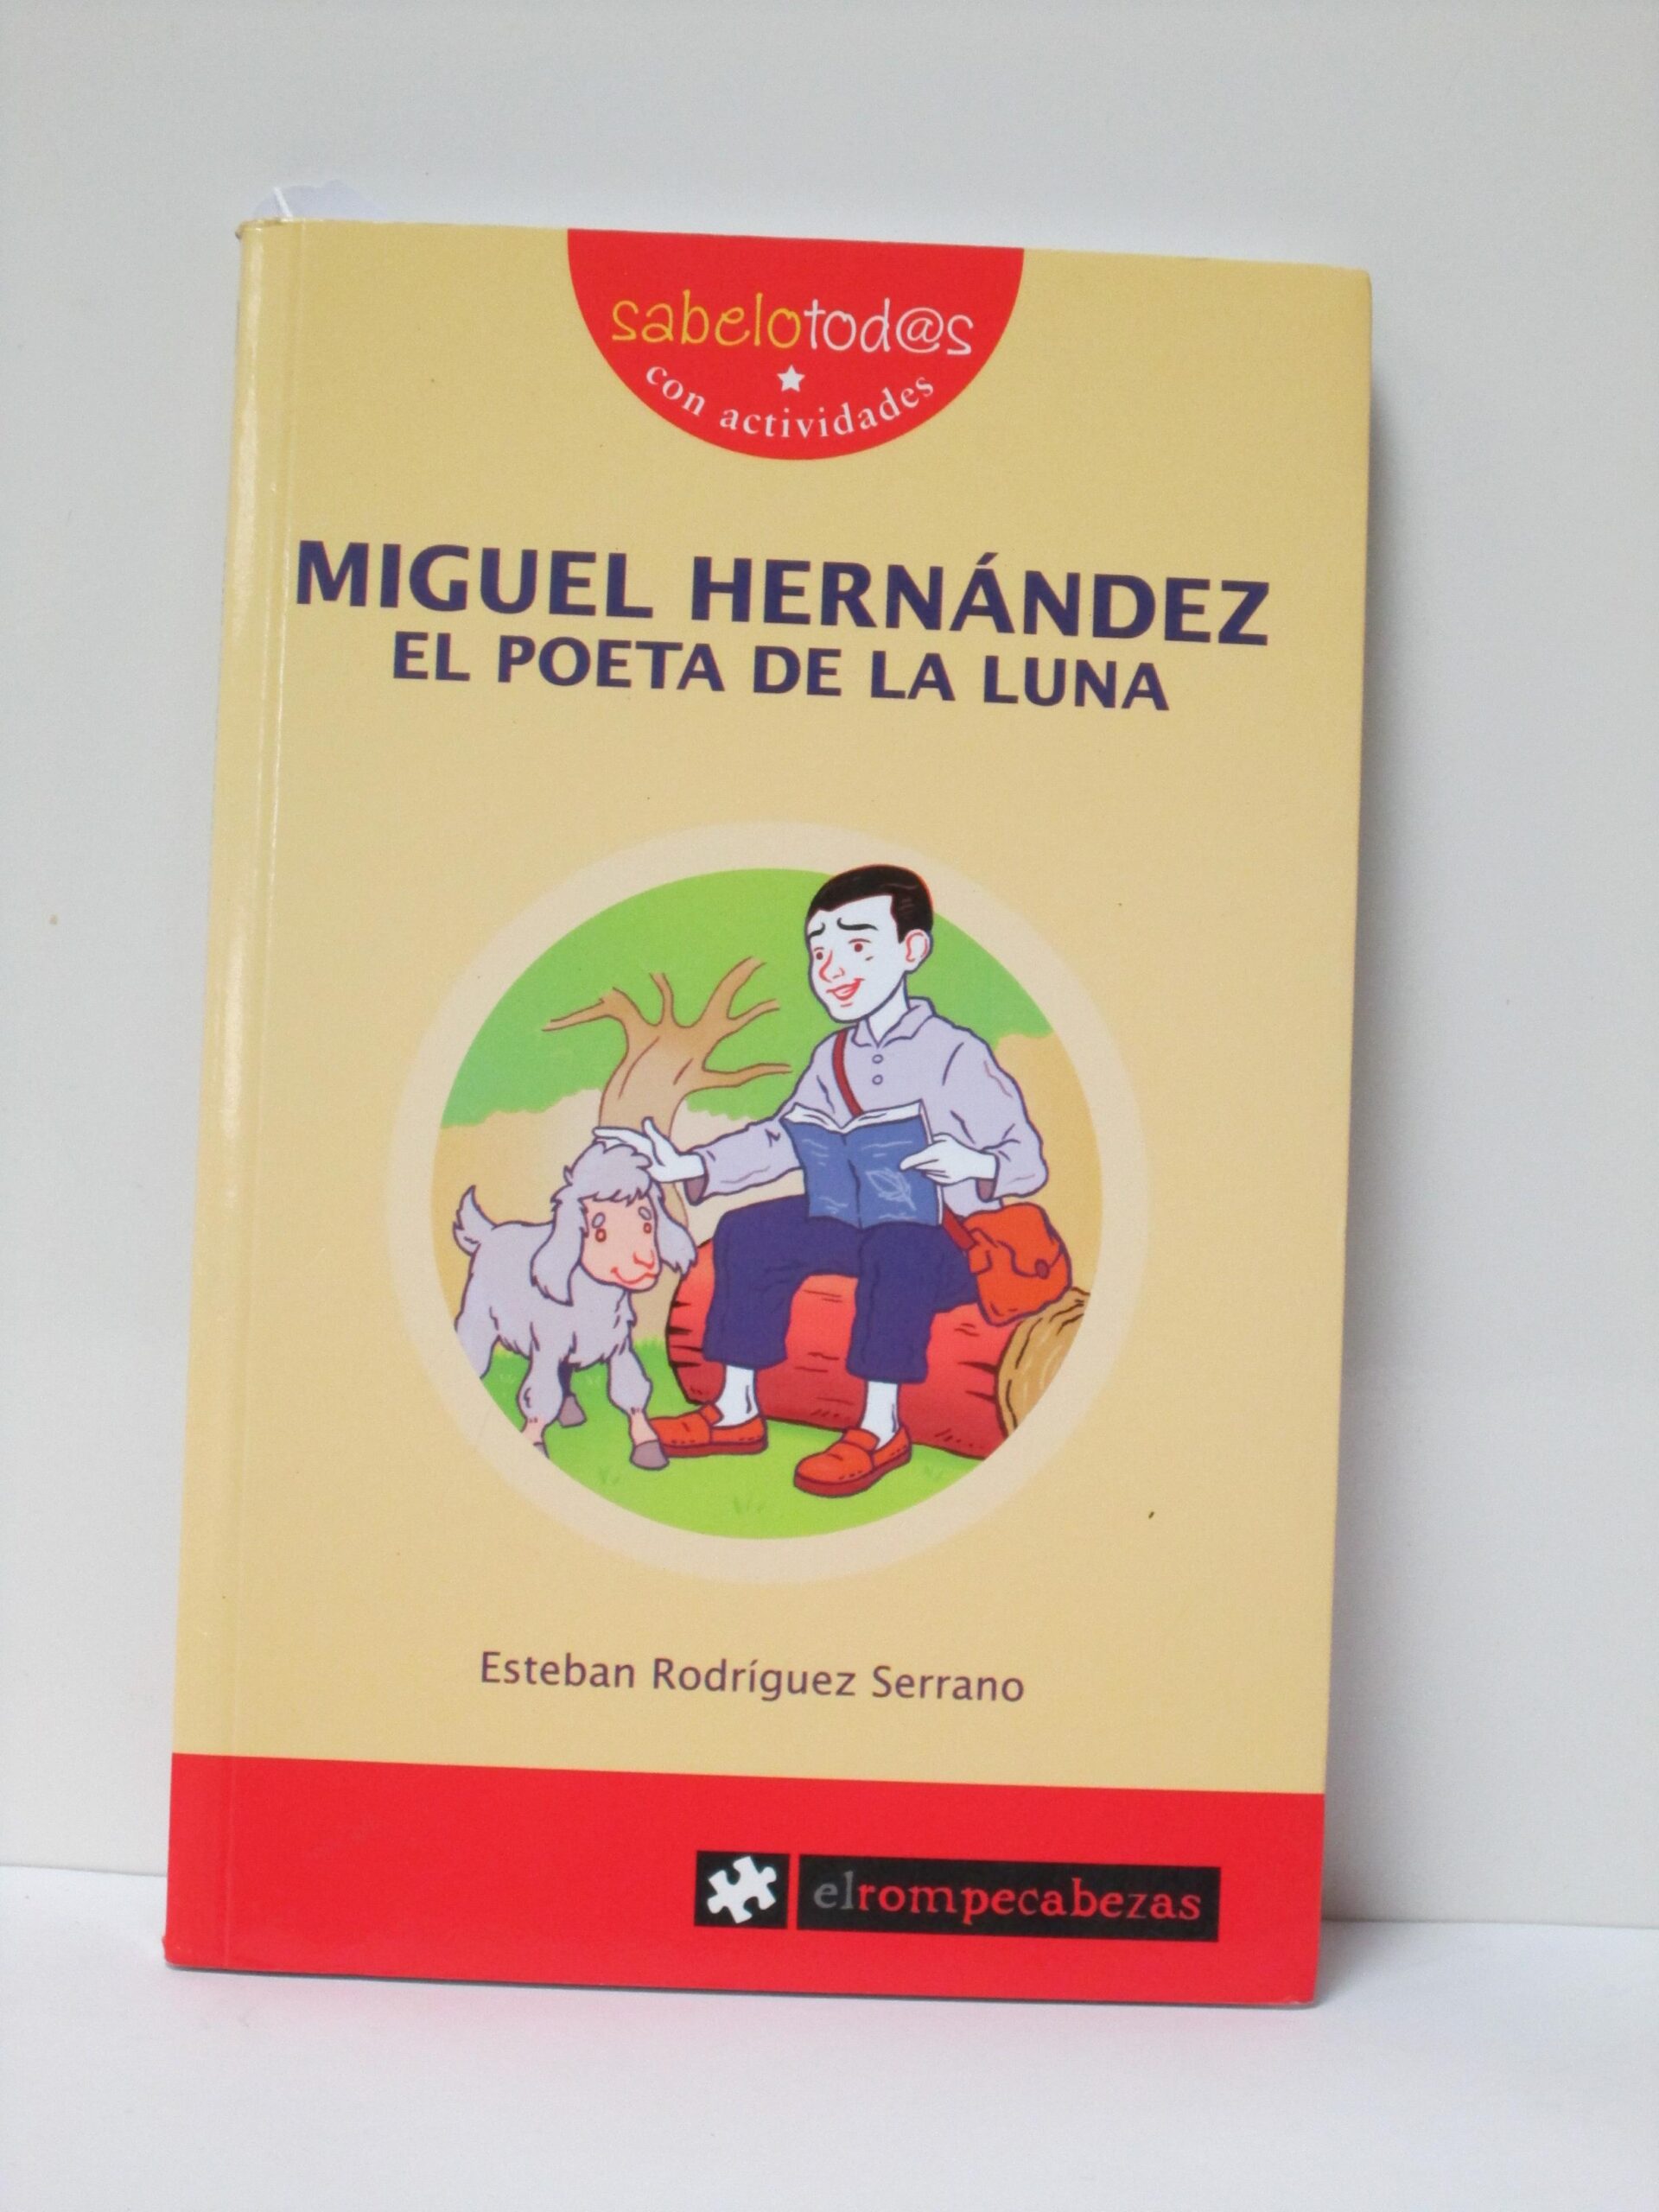 sabelotod@s
con actividades
MIGUEL HERNÁNDEZ
EL POETA DE LA LUNA
Esteban Rodríguez Serrano
elrompecabezas